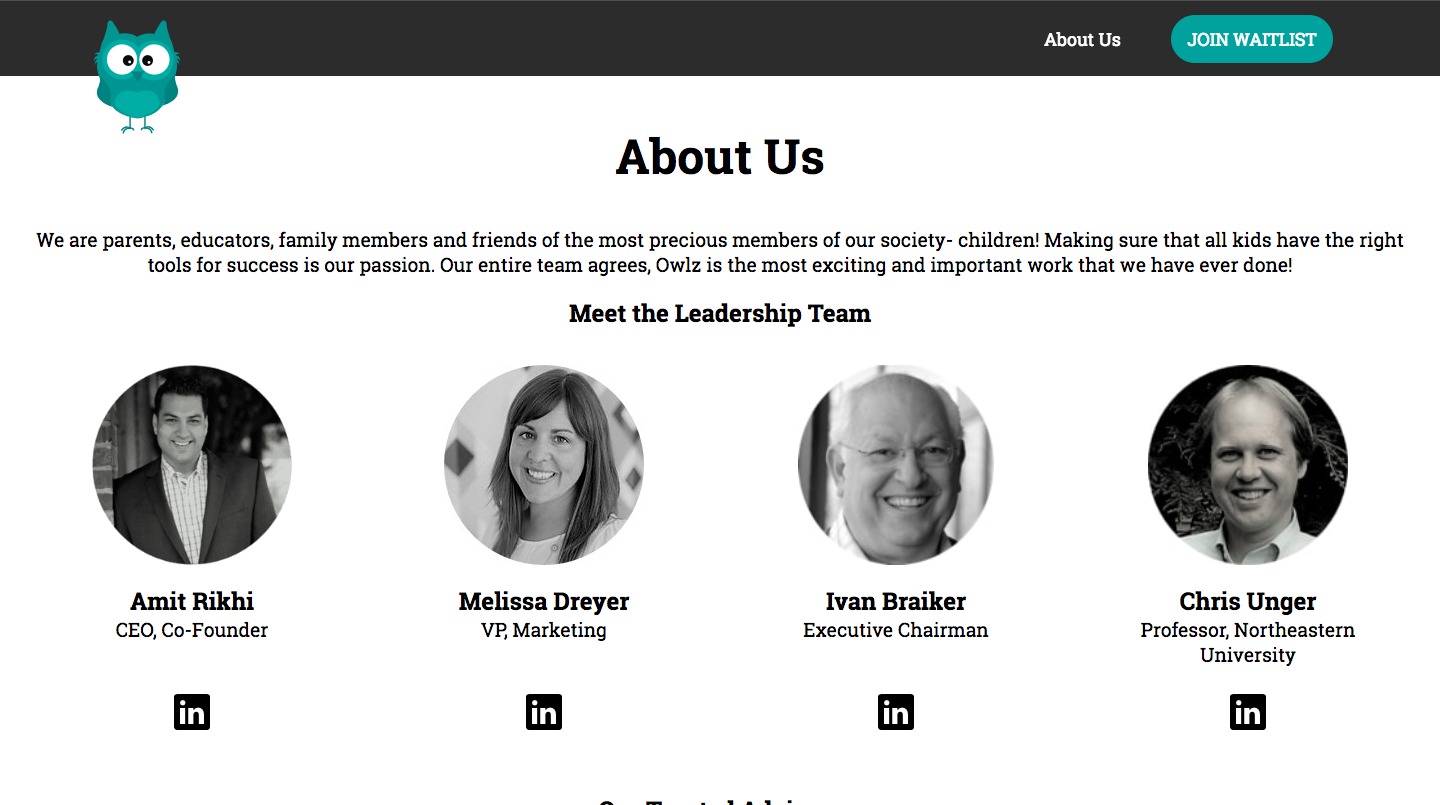 About Us
JOIN WAITLIST
About Us
We are parents, educators, family members and friends of the most precious members of our society- children! Making sure that all kids have the right
tools for success is our passion. Our entire team agrees, Owlz is the most exciting and important work that we have ever done!
Meet the Leadership Team
Amit Rikhi
CEO, Co-Founder
in
Melissa Dreyer
VP, Marketing
in
Ivan Braiker
Executive Chairman
in
Chris Unger
Professor, Northeastern
University
in